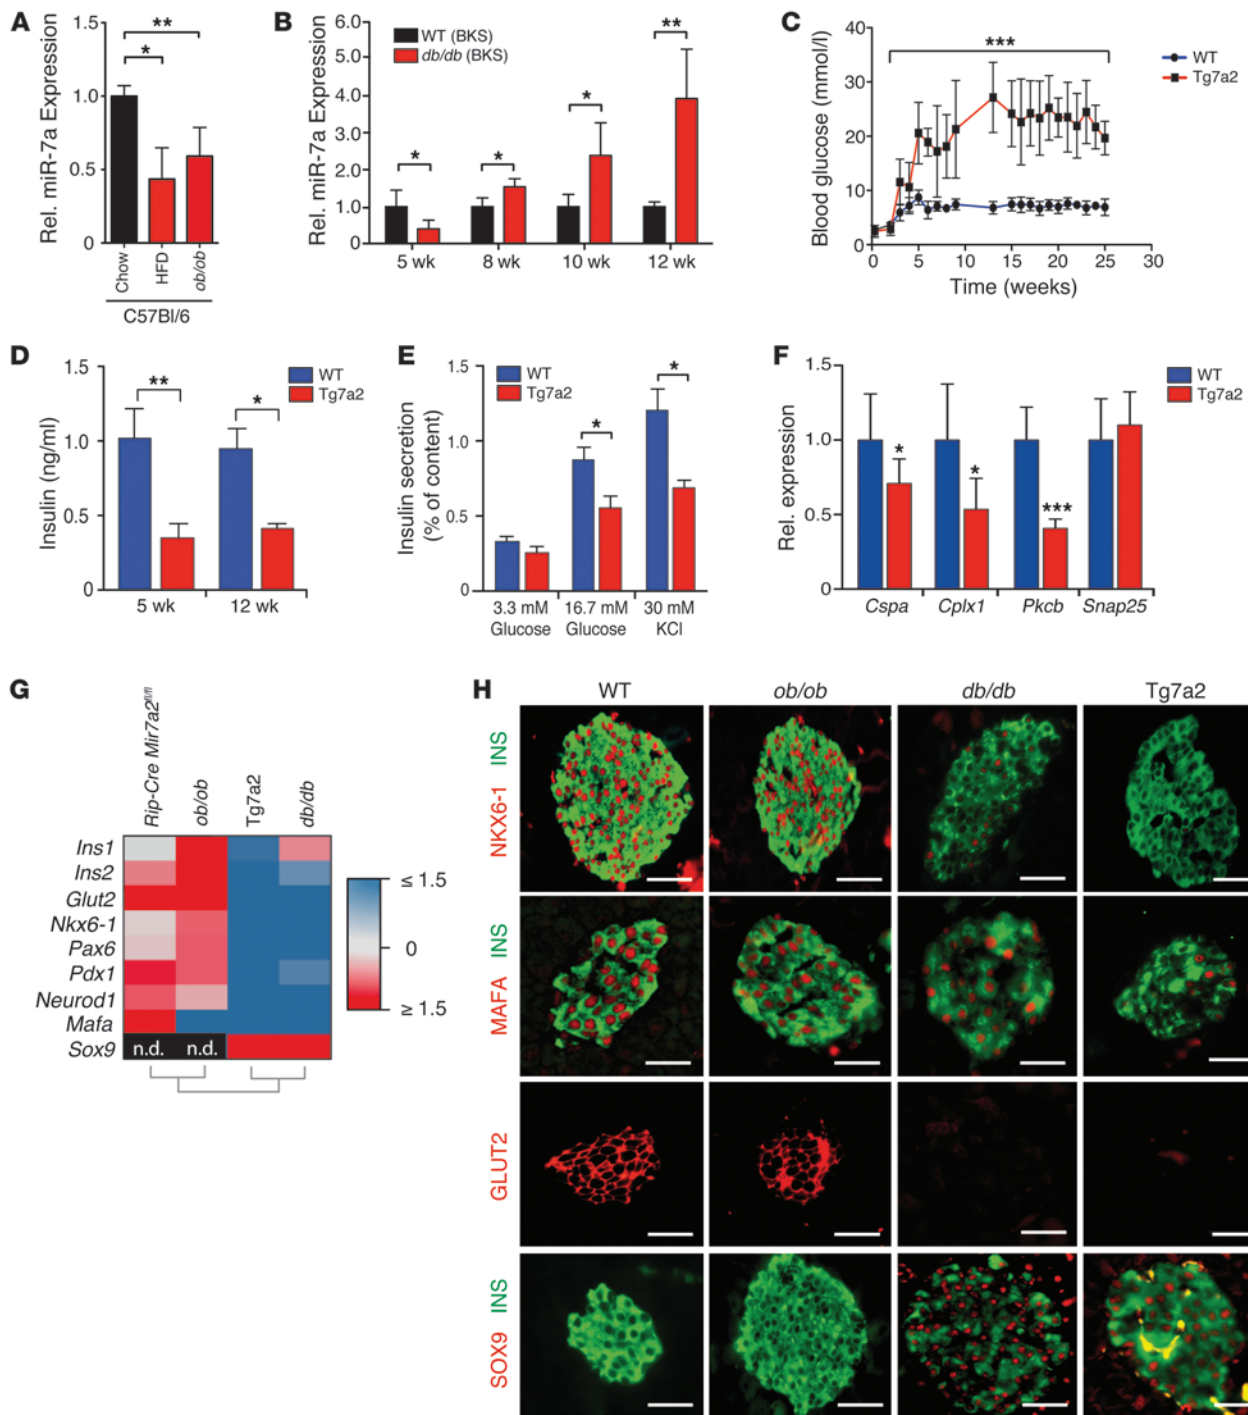 A
Rel. miR-7a Expression
1.5
1.0
0.5
0
**
*
Chow
HFD
ob/ob
C57Bl/6
B
Rel. miR-7a Expression
6.0
5.0
4.0
3.0
2.0
1.0
0
WT (BKS)
db/db (BKS)
*
*
*
**
5 wk
8 wk
10 wk
12 wk
C
Blood glucose (mmol/l)
40
30
20
10
0
***
WT
Tg7a2
0
5
10
15
20
25
30
Time (weeks)
D
Insulin (ng/ml)
1.5
1.0
0.5
0
WT
Tg7a2
**
*
5 wk
12 wk
E
Insulin secretion
(% of content)
1.5
1.0
0.5
0
WT
Tg7a2
*
*
3.3 mM
Glucose
16.7 mM
Glucose
30 mM
KCl
F
Rel. expression
1.5
1.0
0.5
0
WT
Tg7a2
*
*
***
Cspa
Cplx1
Pkcb
Snap25
G
Rip-Cre Mir7a2fl/fl
ob/ob
Tg7a2
db/db
Ins1
Ins2
Glut2
Nkx6-1
Pax6
Pdx1
Neurod1
Mafa
Sox9
n.d.
n.d.
≤ 1.5
0
≥ 1.5
H
WT
ob/ob
db/db
Tg7a2
NKX6-1 INS
MAFA INS
GLUT2
SOX9 INS